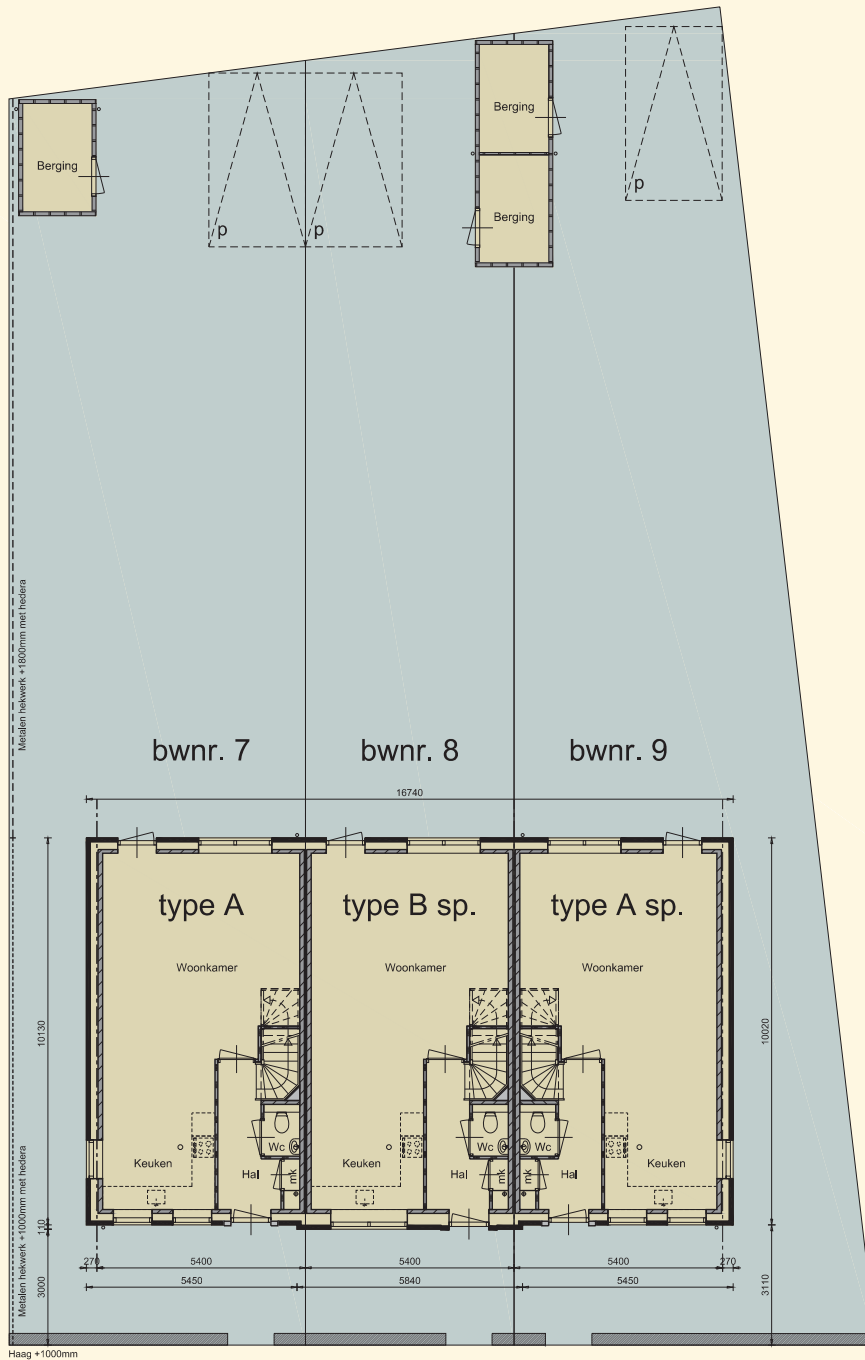 Berging
Berging
Berging
p
p
p
Metalen hekwerk +1800mm met hedera
bwnr. 7
bwnr. 8
bwnr. 9
16740
type A
type B sp.
type A sp.
Woonkamer
Woonkamer
Woonkamer
10130
10020
Wc
Wc
Wc
Keuken
Hal
mk
Keuken
Hal
mk
mk
Hal
Keuken
Metalen hekwerk +1000mm met hedera
110
270
5400
5400
5400
270
3000
5450
5840
5450
3110
Haag +1000mm